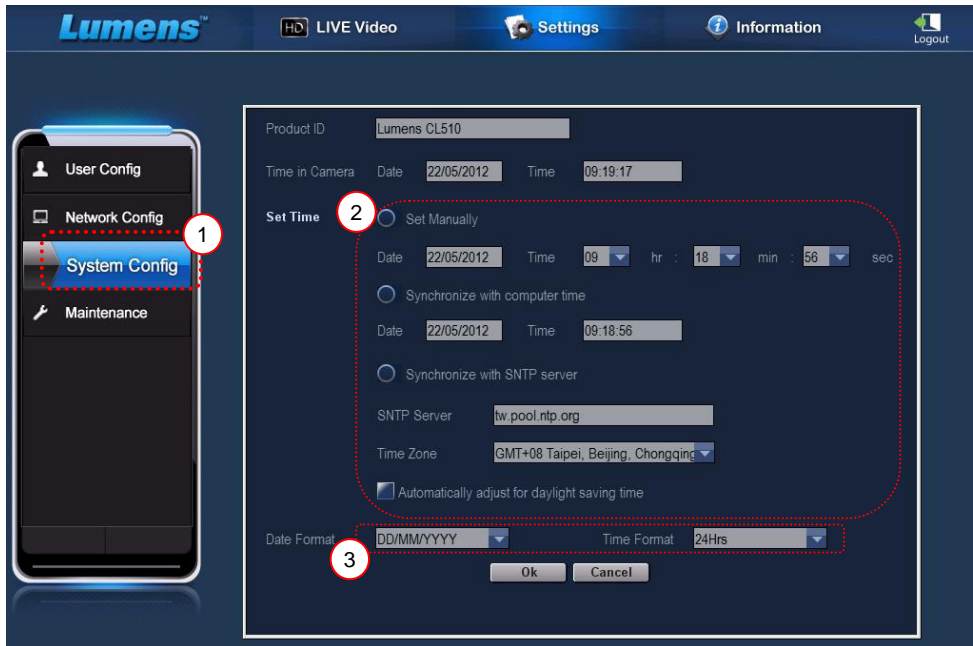 Lumens™ HD LIVE Video Settings i Information Logout
Product ID Lumens CL510
User Config
Time in Camera Date 22/05/2012 Time 09:19:17
Network Config
Set Time 2 Set Manually
1
System Config
Date 22/05/2012 Time 09 hr : 18 min : 56 sec
Synchronize with computer time
Maintenance
Date 22/05/2012 Time 09:18:56
Synchronize with SNTP server
SNTP Server tw.pool.ntp.org
Time Zone GMT+08 Taipei, Beijing, Chongqing
Automatically adjust for daylight saving time
Date Format DD/MM/YYYY Time Format 24Hrs
3
Ok Cancel